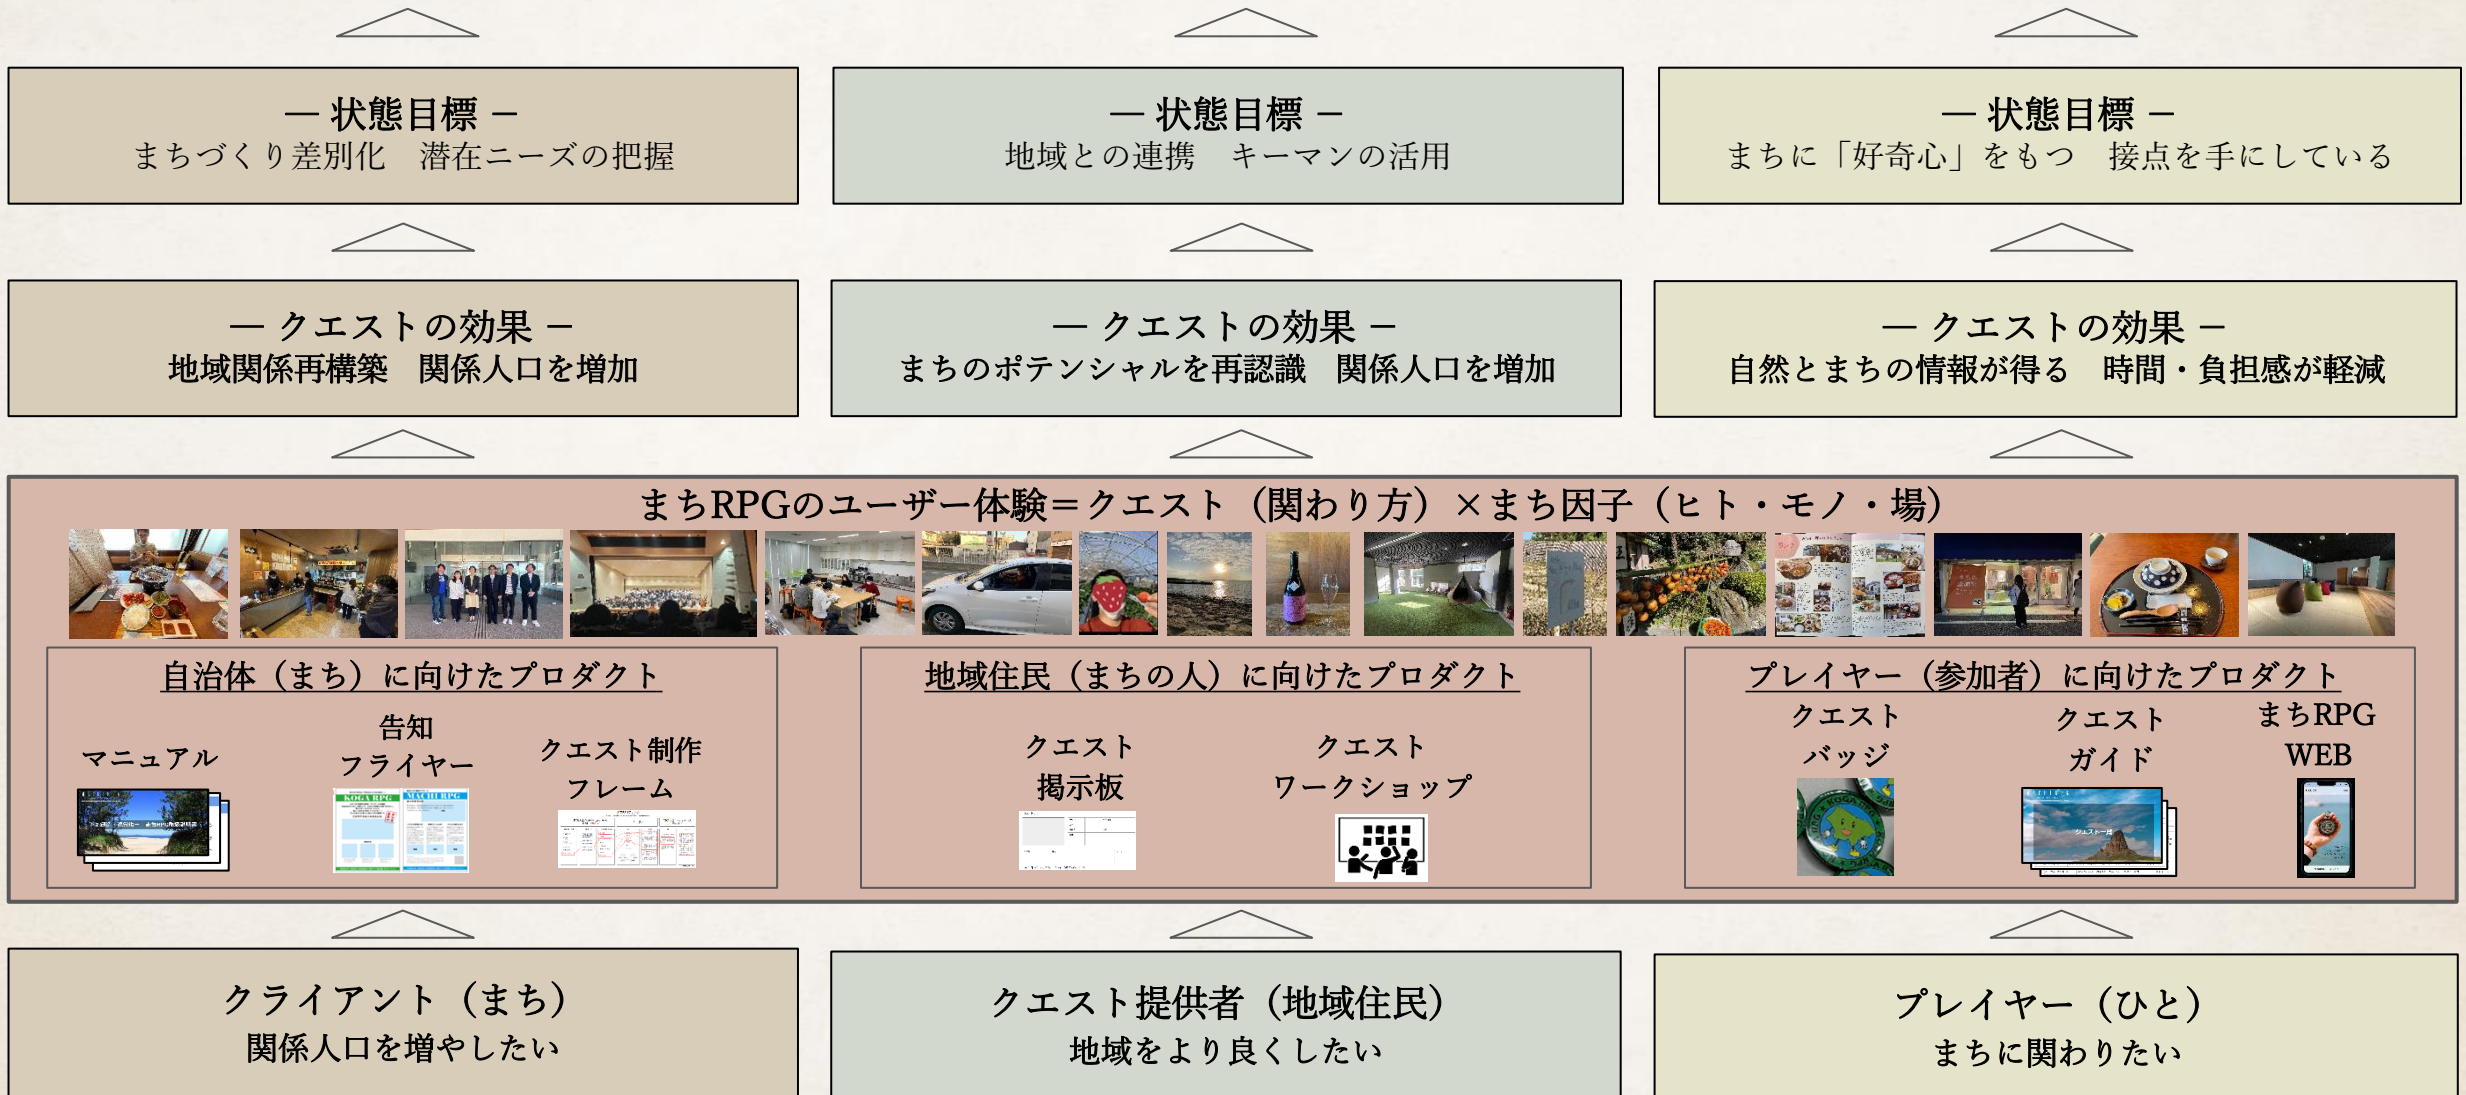 ― 状態目標 −
まちづくり差別化　潜在ニーズの把握
― 状態目標 −
地域との連携　キーマンの活用
― 状態目標 −
まちに「好奇心」をもつ　接点を手にしている
― クエストの効果 −
地域関係再構築　関係人口を増加
― クエストの効果 −
まちのポテンシャルを再認識　関係人口を増加
― クエストの効果 −
自然とまちの情報が得る　時間・負担感が軽減
まちRPGのユーザー体験＝クエスト（関わり方）×まち因子（ヒト・モノ・場）
自治体（まち）に向けたプロダクト
マニュアル
告知
フライヤー
KOGA RPG
MACHI RPG
クエスト制作
フレーム
地域住民（まちの人）に向けたプロダクト
クエスト
掲示板
クエスト
ワークショップ
プレイヤー（参加者）に向けたプロダクト
クエスト
バッジ
クエスト
ガイド
クエスト一覧
まちRPG
WEB
クライアント（まち）
関係人口を増やしたい
クエスト提供者（地域住民）
地域をより良くしたい
プレイヤー（ひと）
まちに関わりたい